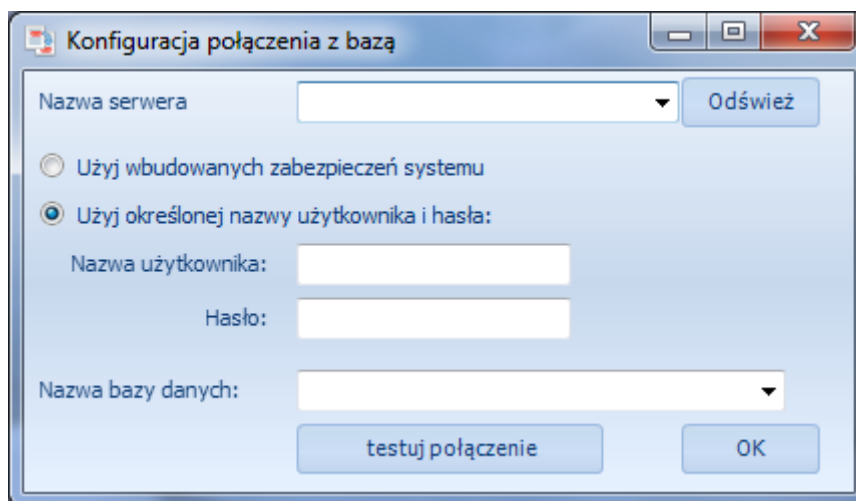 Konfiguracja połączenia z bazą
Nazwa serwera
Odśwież
Użyj wbudowanych zabezpieczeń systemu
Użyj określonej nazwy użytkownika i hasła:
Nazwa użytkownika:
Hasło:
Nazwa bazy danych:
testuj połączenie
OK